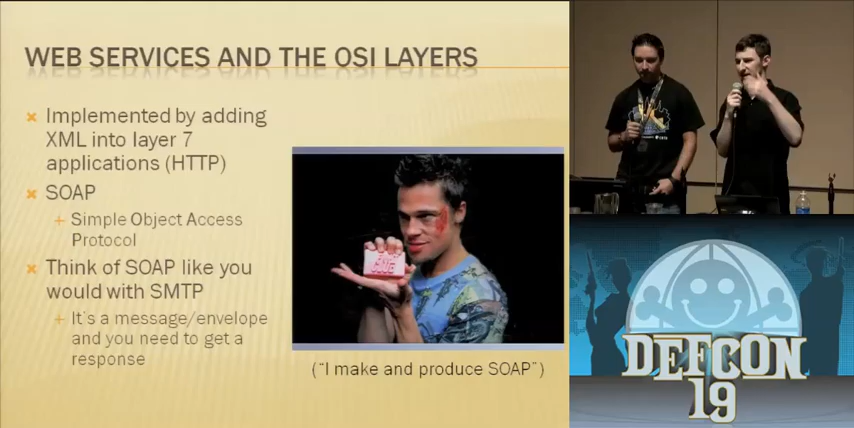 WEB SERVICES AND THE OSI LAYERS
Implemented by adding
XML into layer 7
applications (HTTP)
SOAP
Simple Object Access
Protocol
Think of SOAP like you
would with SMTP
It's a message/envelope
and you need to get a
response
("I make and produce SOAP")
DEFCON
19